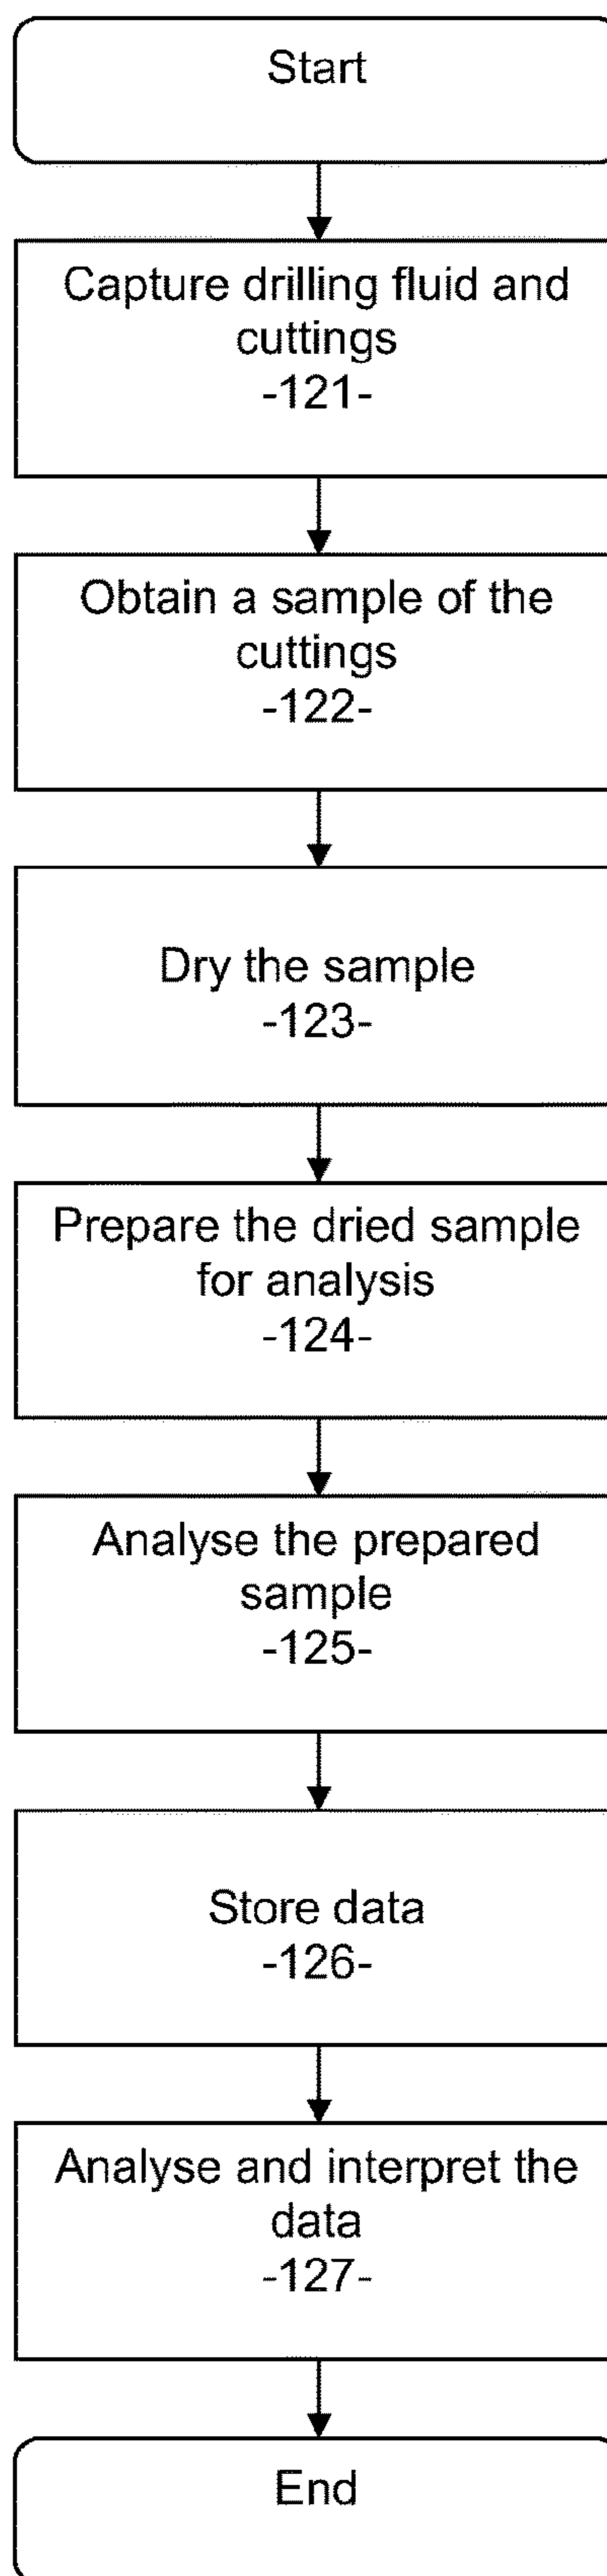 Start
Capture drilling fluid and
cuttings
-121-
Obtain a sample of the
cuttings
-122-
Dry the sample
-123-
Prepare the dried sample
for analysis
-124-
Analyse the prepared
sample
-125-
Store data
-126-
Analyse and interpret the
data
-127-
End